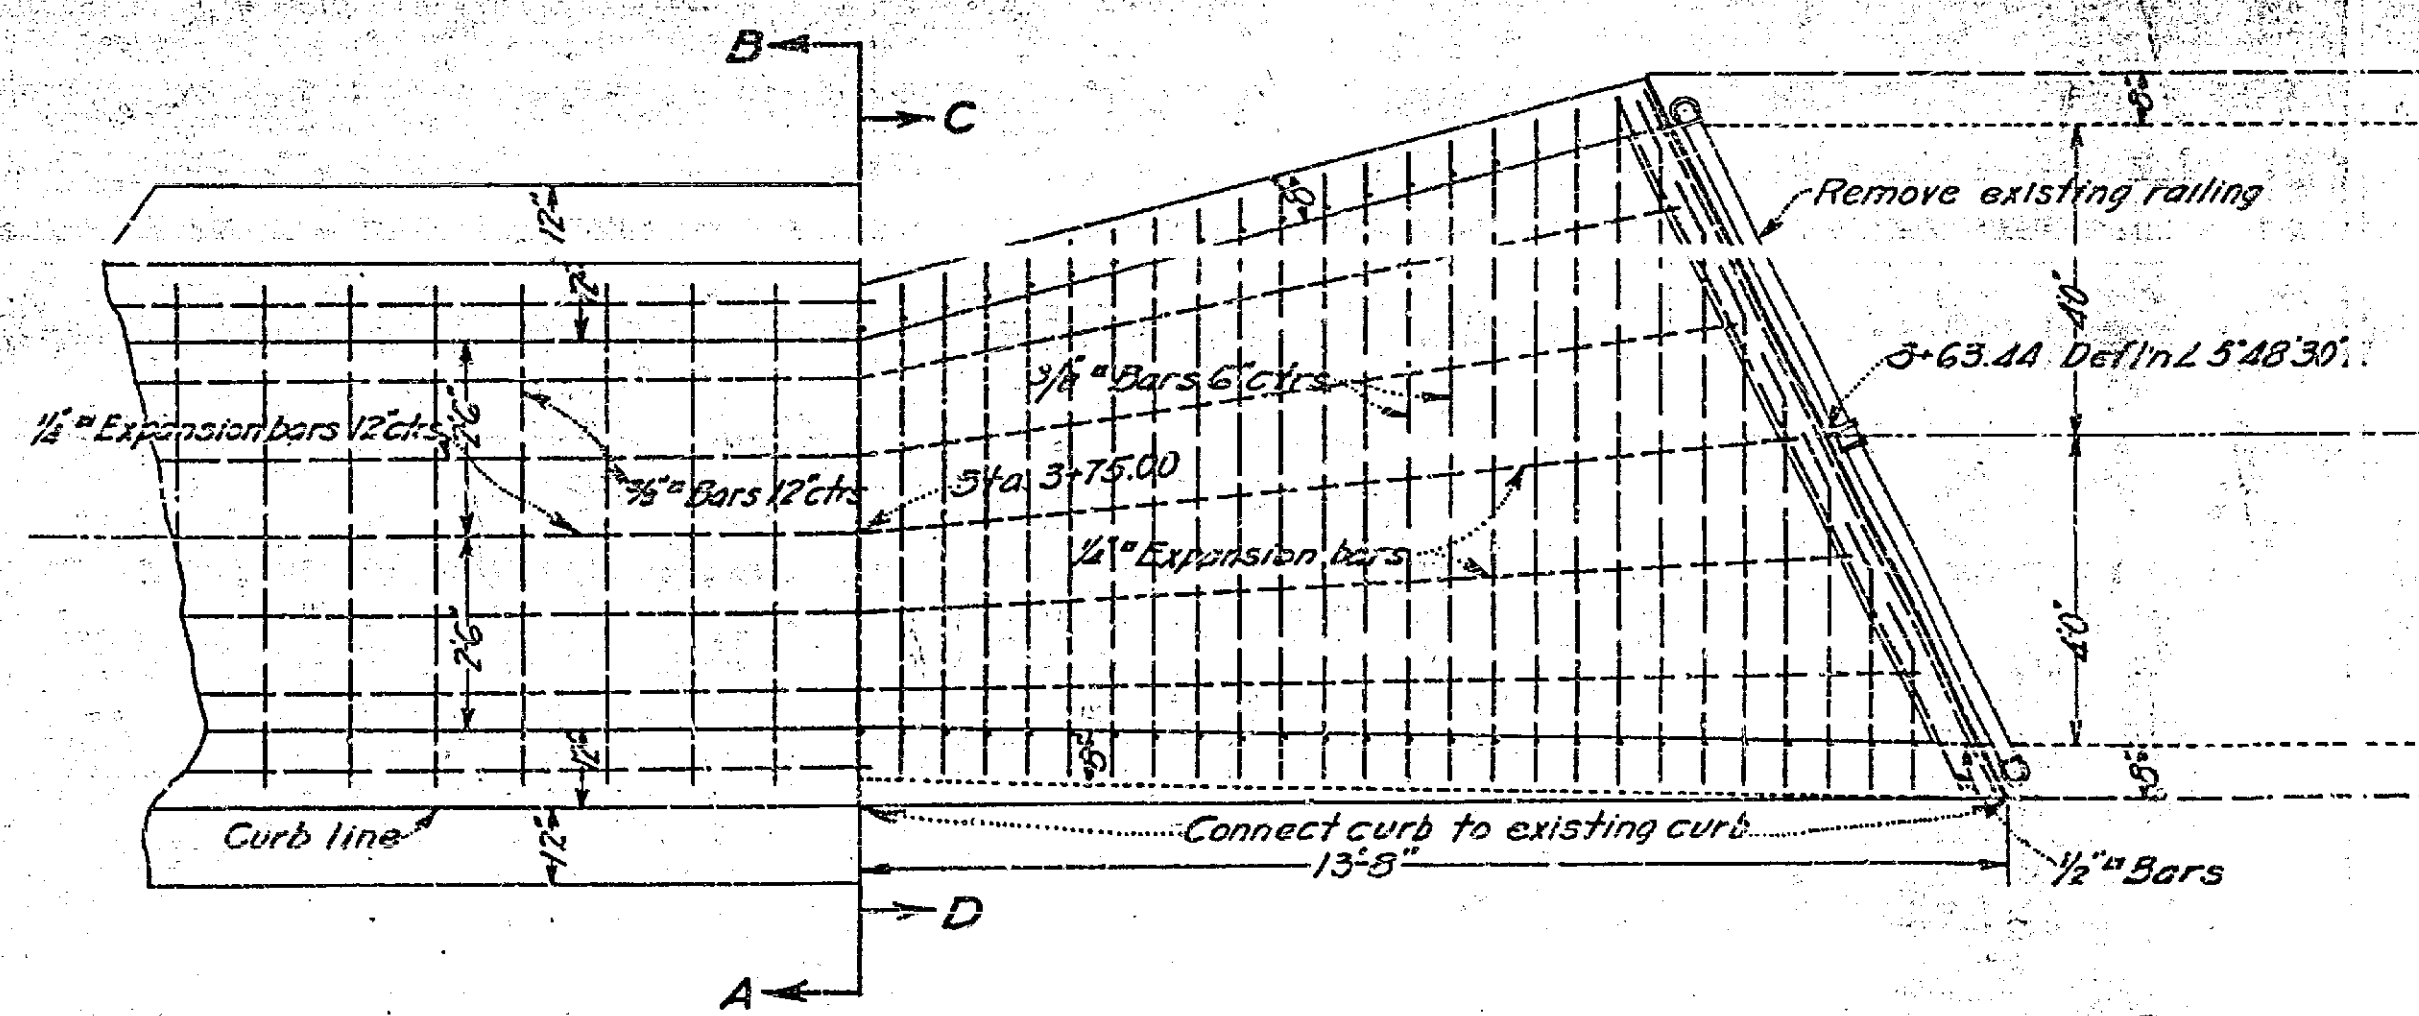 B
C
8"
12"
8"
Remove existing railing
12"
4'-0"
3/8"▫ Bars 6" ctrs
3+63.44 Defln ∠ 5°48'30"
2'-6"
1/4"▫ Expansion bars 12" ctrs
3/8"▫ Bars 12" ctrs
Sta. 3+75.00
1/4"▫ Expansion bars
2'-6"
4'-0"
12"
8"
8"
Curb line
12"
Connect curb to existing curb
13'-8"
1/2"▫ Bars
D
A